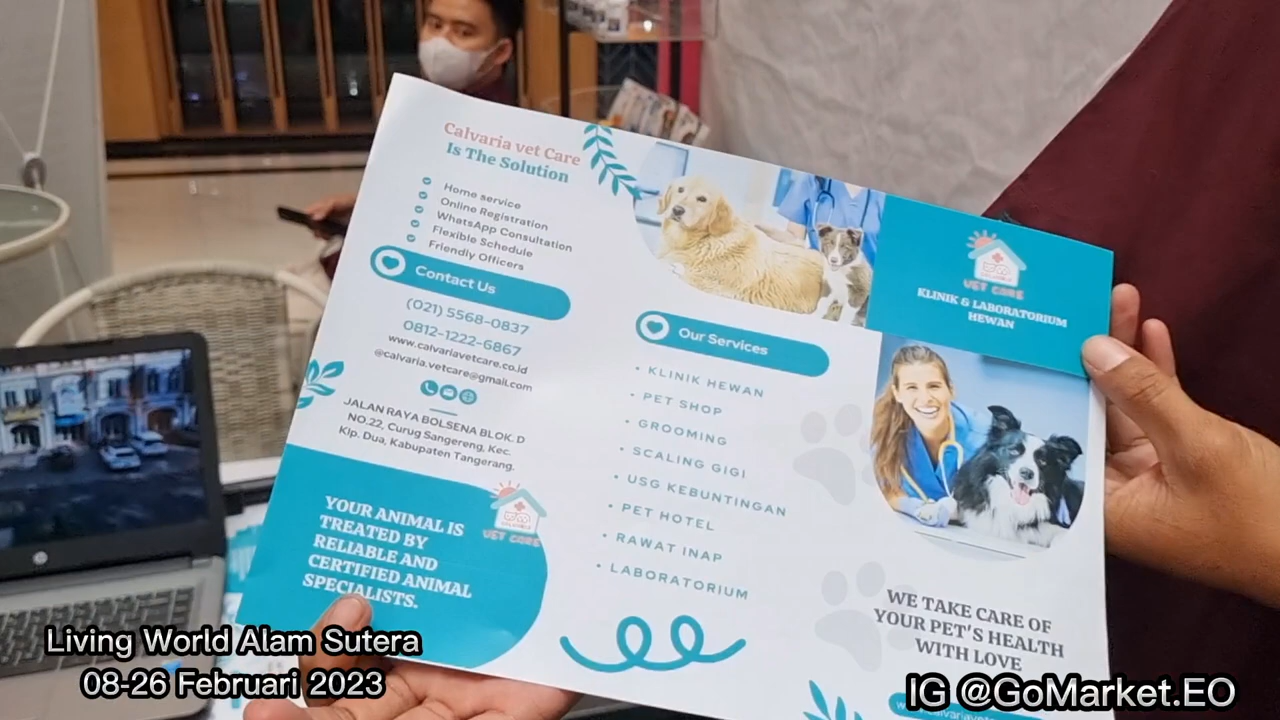 Calvaria vet Care
Is The Solution
Home service
Online Registration
WhatsApp Consultation
Flexible Schedule
Friendly Officers
Contact Us
(021) 5568-0837
0812-1222-6867
www.calvariavetcare.co.id
@calvaria.vetcare@gmail.com
JALAN RAYA BOLSENA BLOK. D
NO.22, Curug Sangereng, Kec.
Klp. Dua, Kabupaten Tangerang,
YOUR ANIMAL IS
TREATED BY
RELIABLE AND
CERTIFIED ANIMAL
SPECIALISTS.
VET CARE
Our Services
• KLINIK HEWAN
• PET SHOP
• GROOMING
• SCALING GIGI
• USG KEBUNTINGAN
• PET HOTEL
• RAWAT INAP
• LABORATORIUM
VET CARE
KLINIK & LABORATORIUM
HEWAN
WE TAKE CARE OF
YOUR PET'S HEALTH
WITH LOVE
hp
Living World Alam Sutera
08-26 Februari 2023
IG @GoMarket.EO